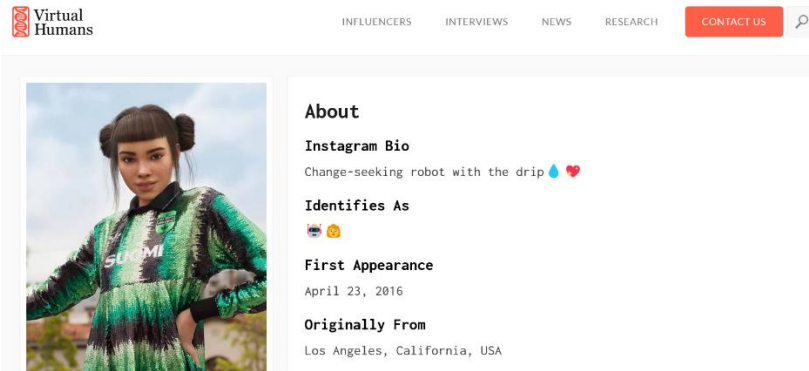 Virtual
Humans
INFLUENCERS INTERVIEWS NEWS RESEARCH CONTACT US
About
Instagram Bio
Change-seeking robot with the drip💧 💖
Identifies As
🤖 👩
First Appearance
April 23, 2016
Originally From
Los Angeles, California, USA
SUOMI